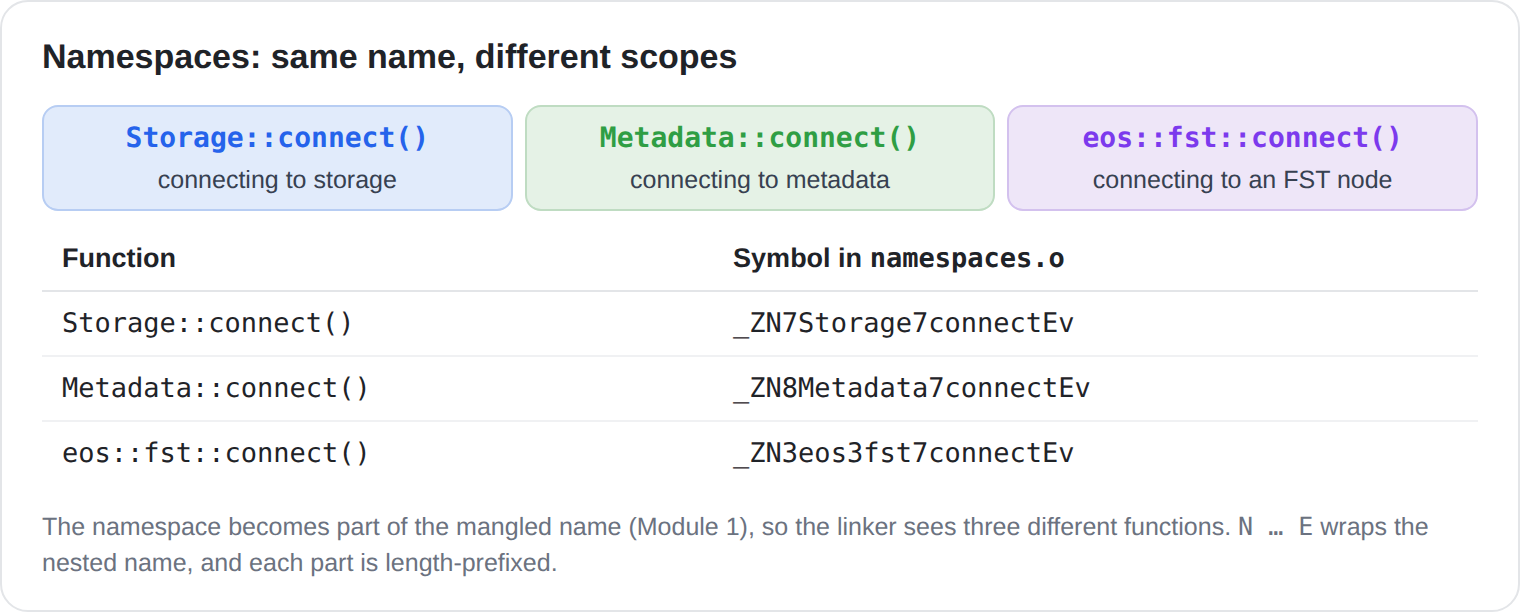 Namespaces: same name, different scopes
Storage::connect()
connecting to storage
Metadata::connect()
connecting to metadata
eos::fst::connect()
connecting to an FST node
Function Symbol in namespaces.o
Storage::connect() _ZN7Storage7connectEv
Metadata::connect() _ZN8Metadata7connectEv
eos::fst::connect() _ZN3eos3fst7connectEv
The namespace becomes part of the mangled name (Module 1), so the linker sees three different functions. N … E wraps the
nested name, and each part is length-prefixed.